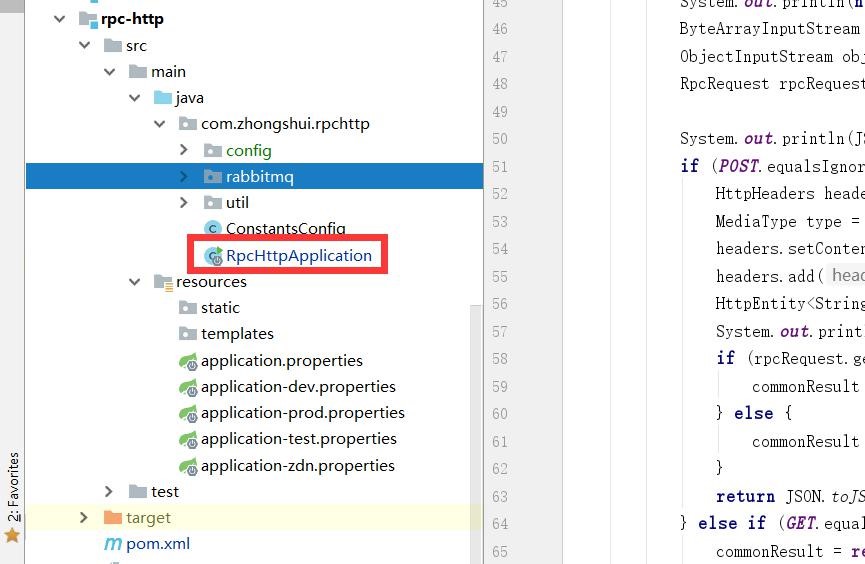 rpc-http
src
main
java
com.zhongshui.rpchttp
config
rabbitmq
util
ConstantsConfig
RpcHttpApplication
resources
static
templates
application.properties
application-dev.properties
application-prod.properties
application-test.properties
application-zdn.properties
test
target
pom.xml
2: Favorites
45 System.out.println(
46 ByteArrayInputStream
47 ObjectInputStream obj
48 RpcRequest rpcRequest
49
50 System.out.println(JS
51 if (POST.equalsIgnor
52 HttpHeaders heade
53 MediaType type =
54 headers.setConten
55 headers.add( head
56 HttpEntity<String
57 System.out.print
58 if (rpcRequest.ge
59 commonResult
60 } else {
61 commonResult
62 }
63 return JSON.toJS
64 } else if (GET.equal
65 commonResult = re